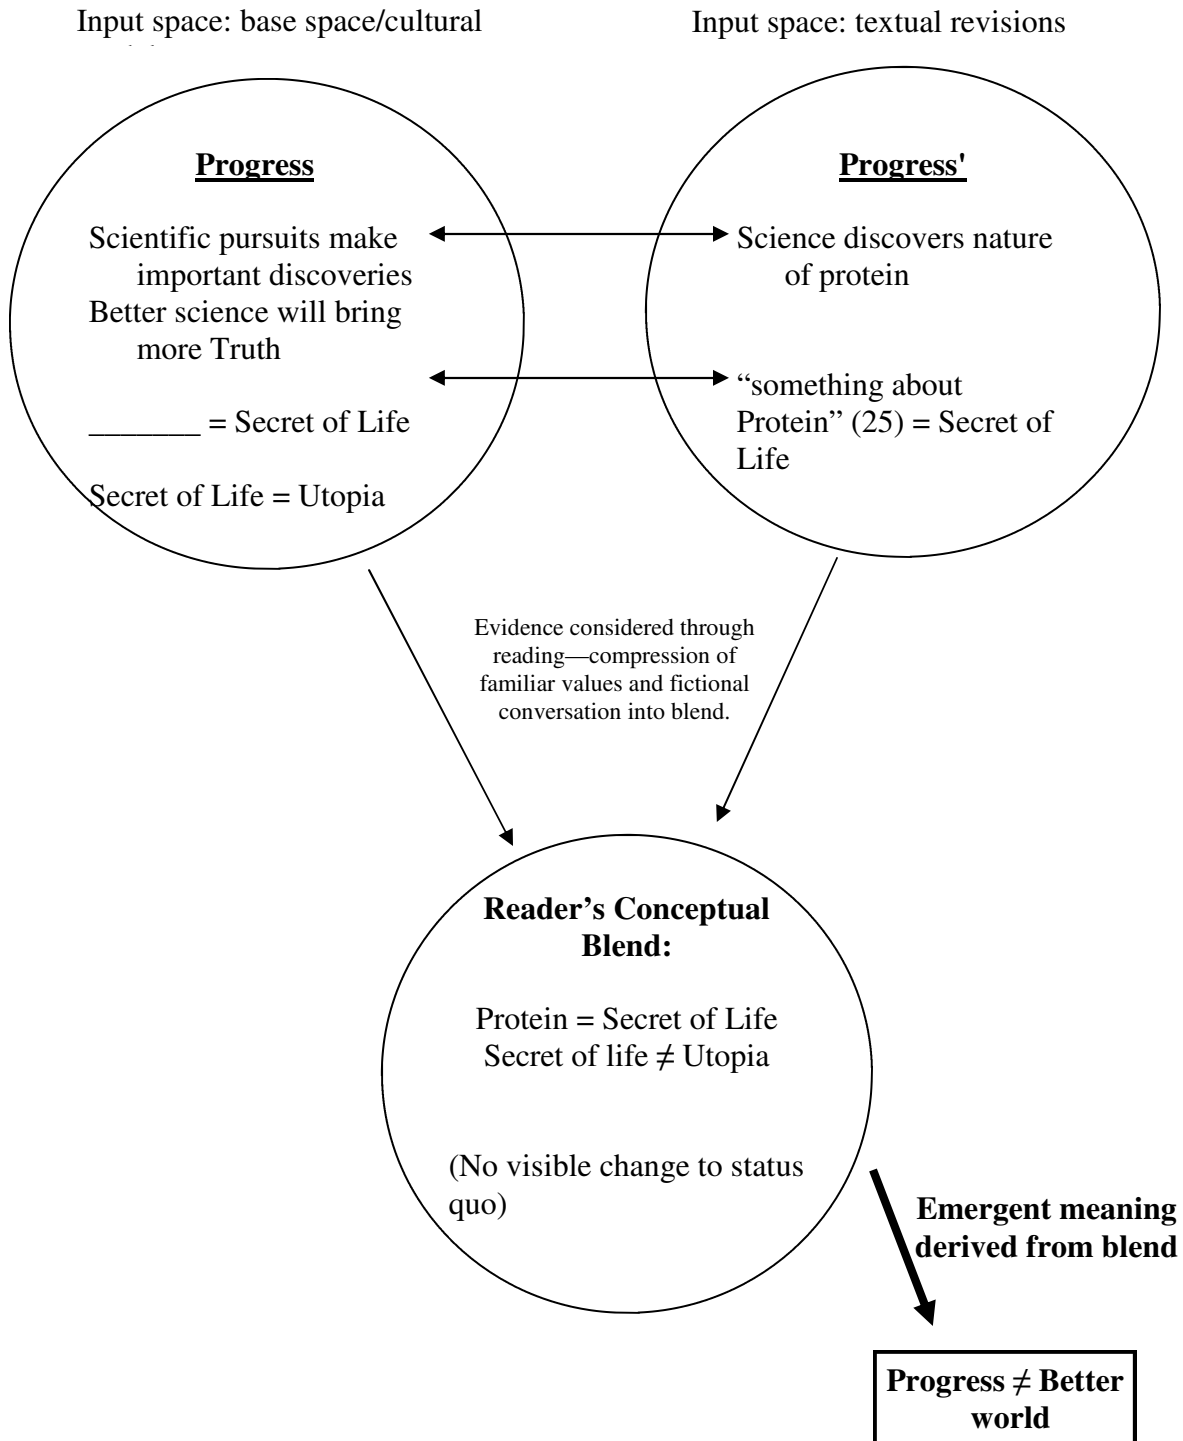 Input space: base space/cultural
Input space: textual revisions
Progress
Scientific pursuits make
important discoveries
Better science will bring
more Truth
_______ = Secret of Life
Secret of Life = Utopia
Progress'
Science discovers nature
of protein
“something about
Protein” (25) = Secret of
Life
Evidence considered through
reading—compression of
familiar values and fictional
conversation into blend.
Reader’s Conceptual
Blend:
Protein = Secret of Life
Secret of life ≠ Utopia
(No visible change to status
quo)
Emergent meaning
derived from blend
Progress ≠ Better
world